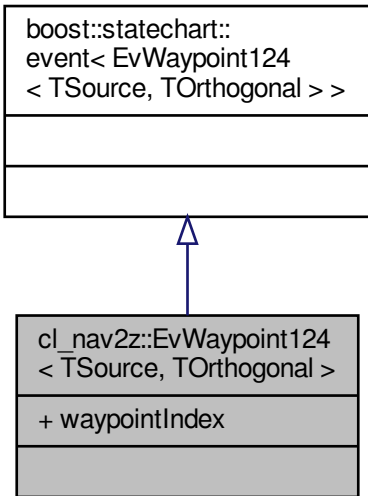 boost::statechart::
event< EvWaypoint124
< TSource, TOrthogonal > >
cl_nav2z::EvWaypoint124
< TSource, TOrthogonal >
+ waypointIndex